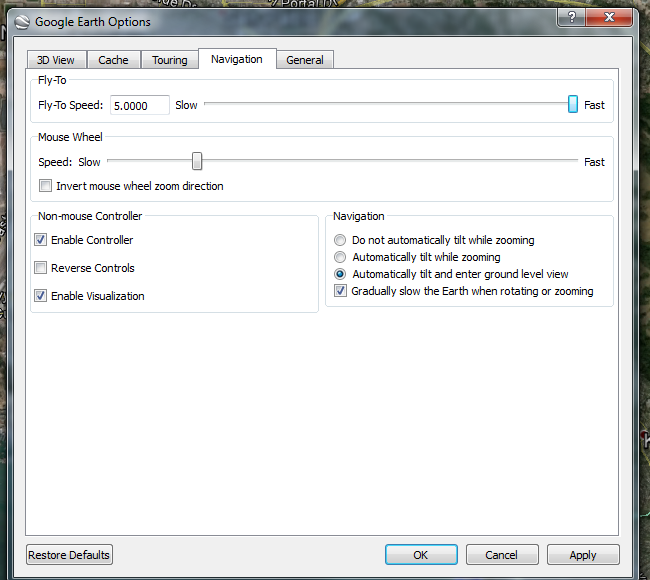 Portal Dr
Google Earth Options
?
3D View Cache Touring Navigation General
Fly-To
Fly-To Speed: 5.0000 Slow Fast
Mouse Wheel
Speed: Slow Fast
Invert mouse wheel zoom direction
Non-mouse Controller
Enable Controller
Reverse Controls
Enable Visualization
Navigation
Do not automatically tilt while zooming
Automatically tilt while zooming
Automatically tilt and enter ground level view
Gradually slow the Earth when rotating or zooming
Restore Defaults OK Cancel Apply